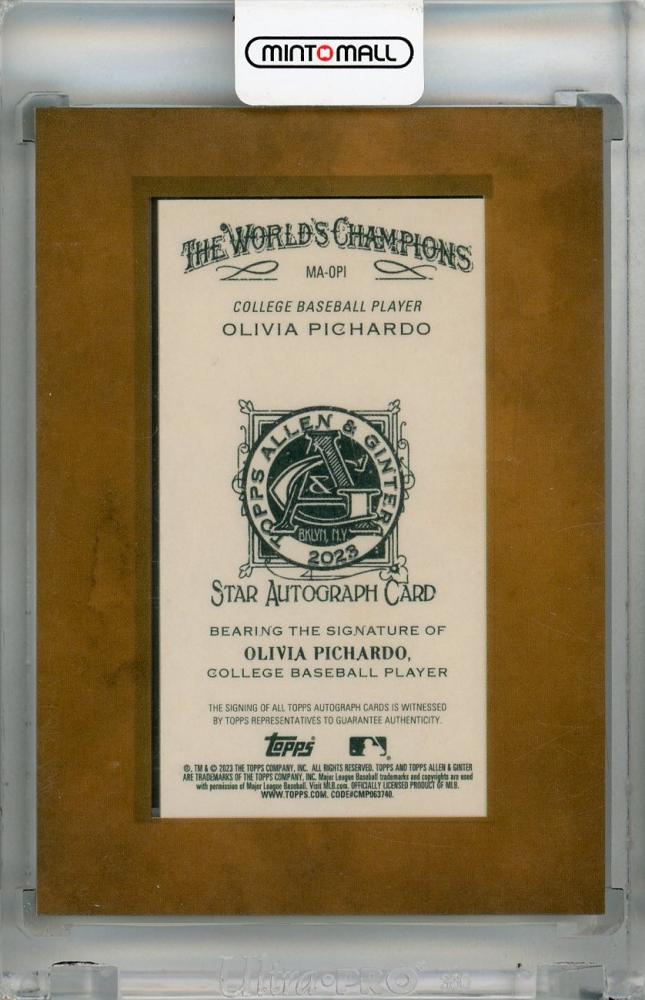 MINTOMALL
THE WORLD'S CHAMPIONS
MA-OPI
COLLEGE BASEBALL PLAYER
OLIVIA PICHARDO
TOPPS ALLEN & GINTER
A&G
BKLYN, N.Y.
2023
STAR AUTOGRAPH CARD
BEARING THE SIGNATURE OF
OLIVIA PICHARDO,
COLLEGE BASEBALL PLAYER
THE SIGNING OF ALL TOPPS AUTOGRAPH CARDS IS WITNESSED
BY TOPPS REPRESENTATIVES TO GUARANTEE AUTHENTICITY.
Topps
®, TM & © 2023 THE TOPPS COMPANY, INC. ALL RIGHTS RESERVED. TOPPS AND TOPPS ALLEN & GINTER
ARE TRADEMARKS OF THE TOPPS COMPANY, INC. Major League Baseball trademarks and copyrights are used
with permission of Major League Baseball. Visit MLB.com. OFFICIALLY LICENSED PRODUCT OF MLB.
WWW.TOPPS.COM. CODE#CMP063740.
Ultra PRO